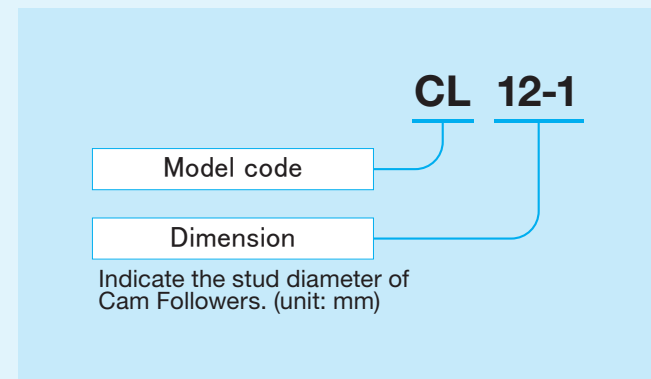 CL 12-1
Model code
Dimension
Indicate the stud diameter of
Cam Followers. (unit: mm)